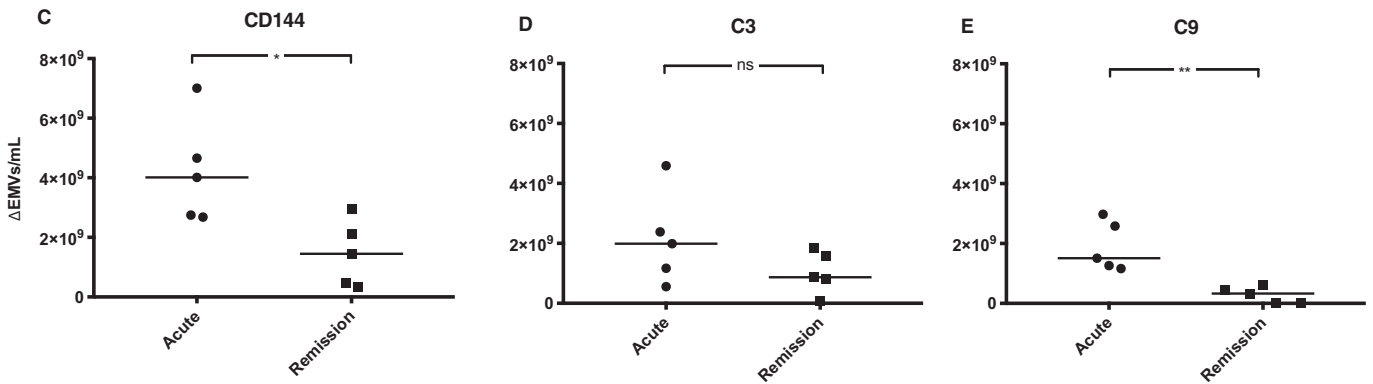 C
CD144
*
8×10⁹
6×10⁹
4×10⁹
2×10⁹
0
ΔEMVs/mL
Acute
Remission
D
C3
ns
8×10⁹
6×10⁹
4×10⁹
2×10⁹
0
Acute
Remission
E
C9
**
8×10⁹
6×10⁹
4×10⁹
2×10⁹
0
Acute
Remission